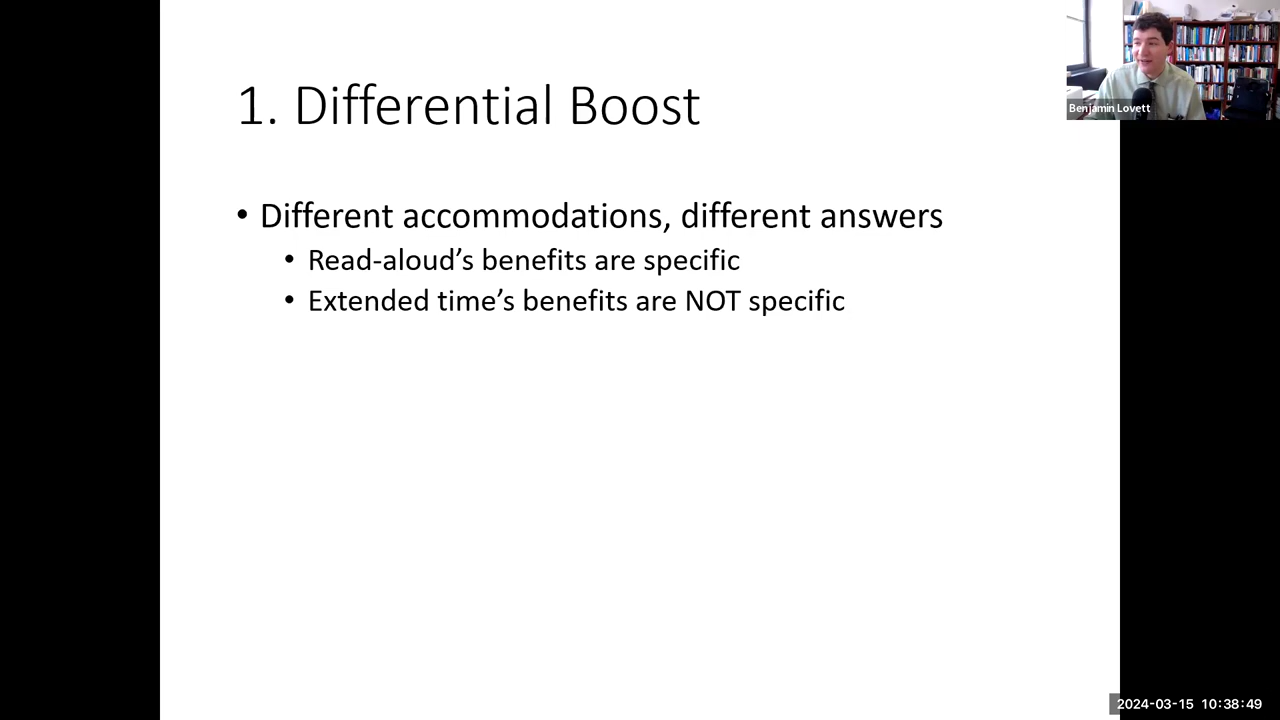 1. Differential Boost
Benjamin Lovett
• Different accommodations, different answers
• Read-aloud’s benefits are specific
• Extended time’s benefits are NOT specific
2024-03-15 10:38:49